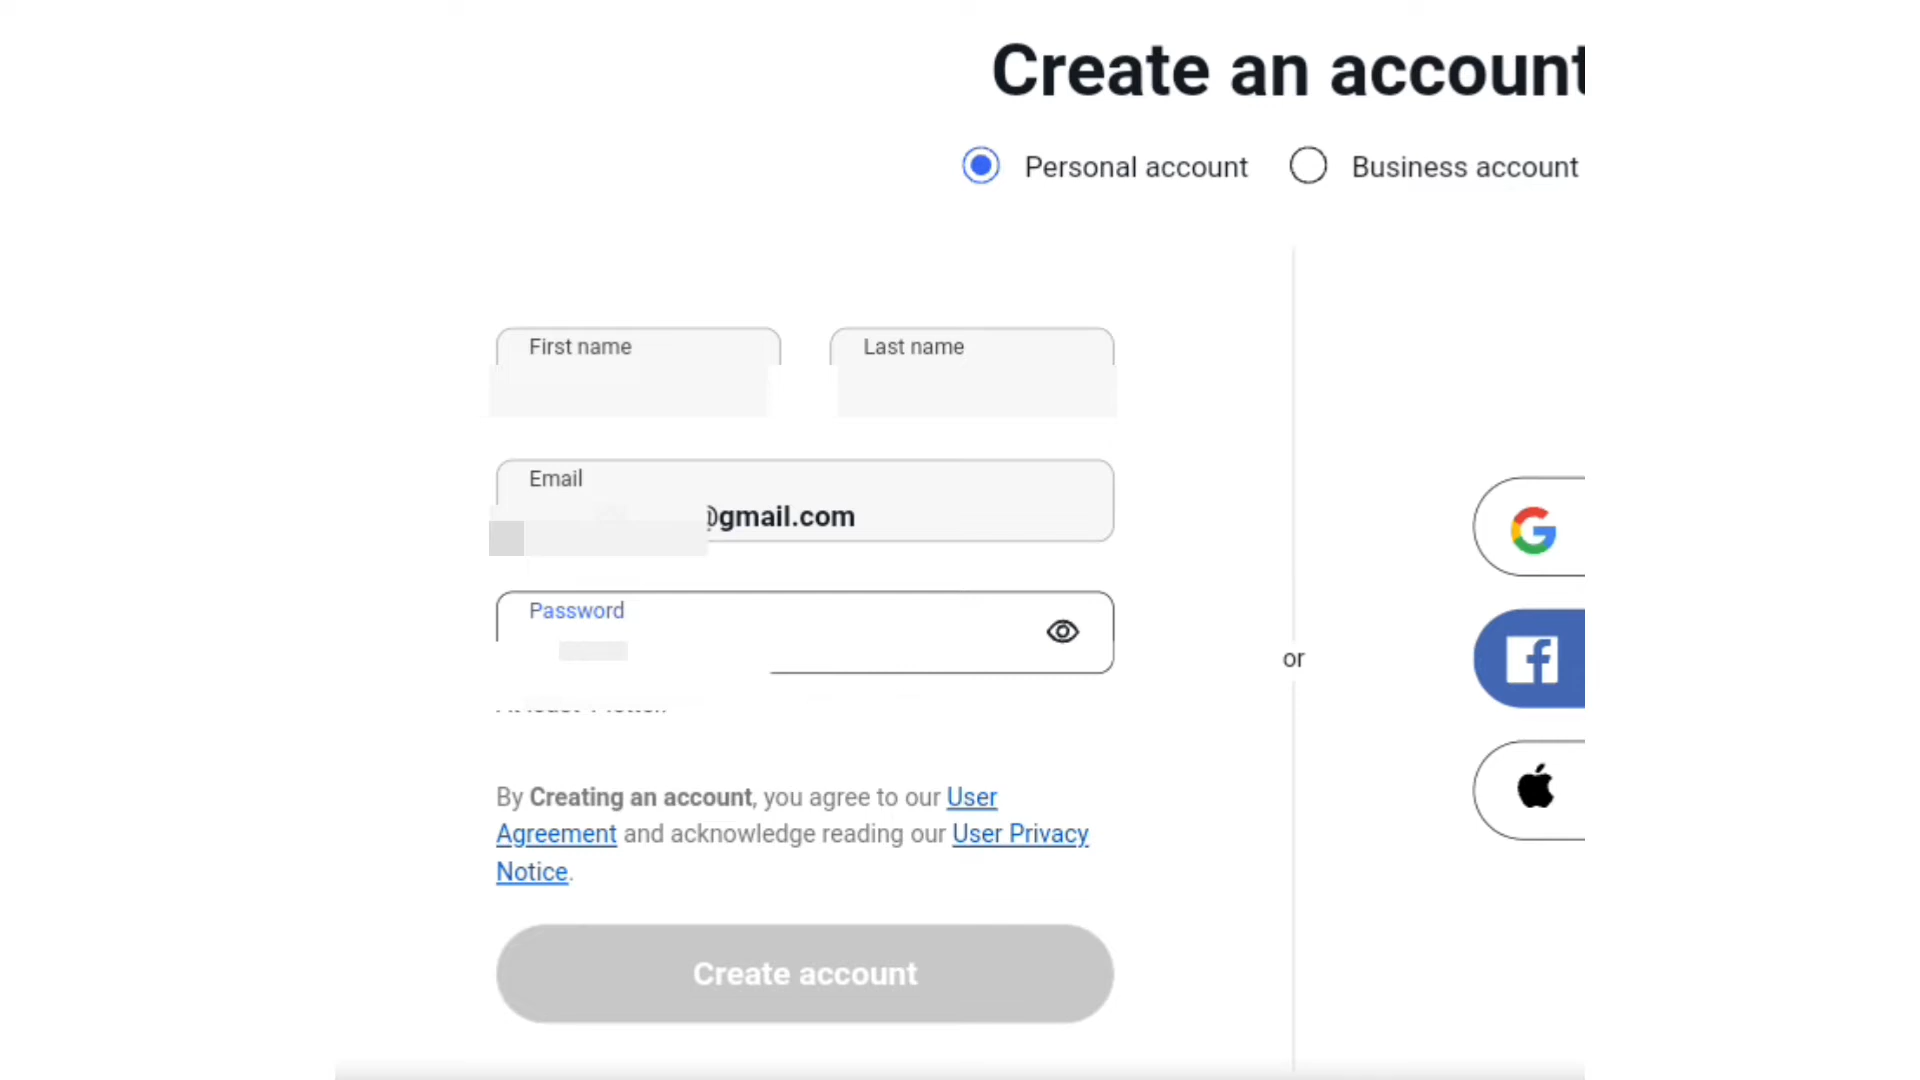 Create an account
Personal account Business account
First name Last name
Email
@gmail.com
Password
or
By Creating an account, you agree to our User
Agreement and acknowledge reading our User Privacy
Notice.
Create account